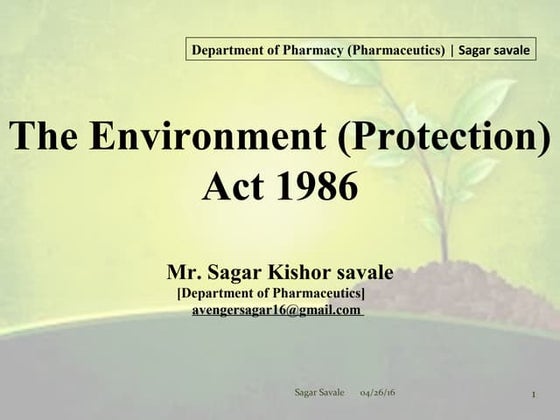 Department of Pharmacy (Pharmaceutics) | Sagar savale
The Environment (Protection)
Act 1986
Mr. Sagar Kishor savale
[Department of Pharmaceutics]
avengersagar16@gmail.com
Sagar Savale 04/26/16 1